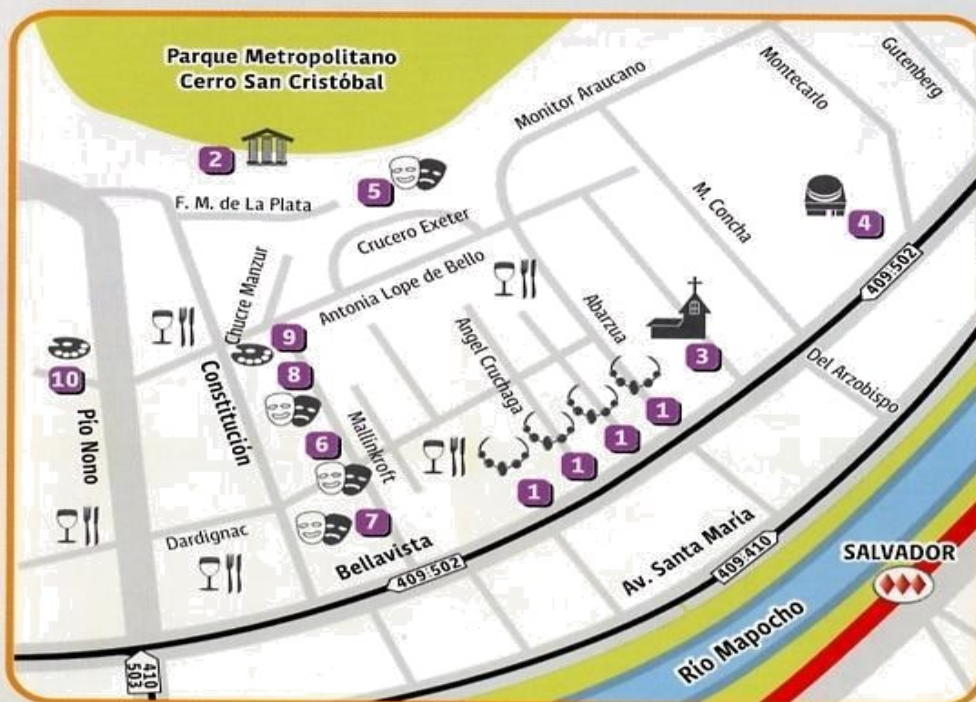 Parque Metropolitano
Cerro San Cristóbal
Gutenberg
Montecarlo
Monitor Araucano
2
5
F. M. de La Plata
M. Concha
4
Crucero Exeter
409:502
Chucre Manzur
Antonia Lope de Bello
Abarzua
9
3
Angel Cruchaga
10
8
Constitución
Del Arzobispo
Pío Nono
1
Mallinkroft
6
1
1
1
7
Dardignac
Bellavista
Av. Santa María
409:502
409:410
SALVADOR
Río Mapocho
410
503